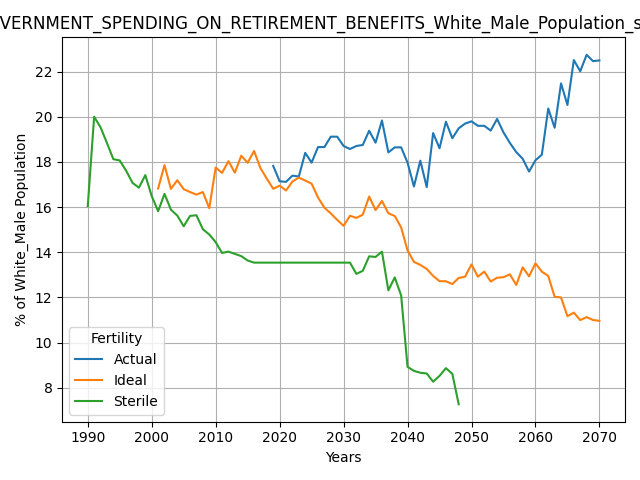 VERNMENT_SPENDING_ON_RETIREMENT_BENEFITS_White_Male_Population_s
22
20
18
16
14
12
10
8
% of White_Male Population
Fertility
Actual
Ideal
Sterile
1990 2000 2010 2020 2030 2040 2050 2060 2070
Years